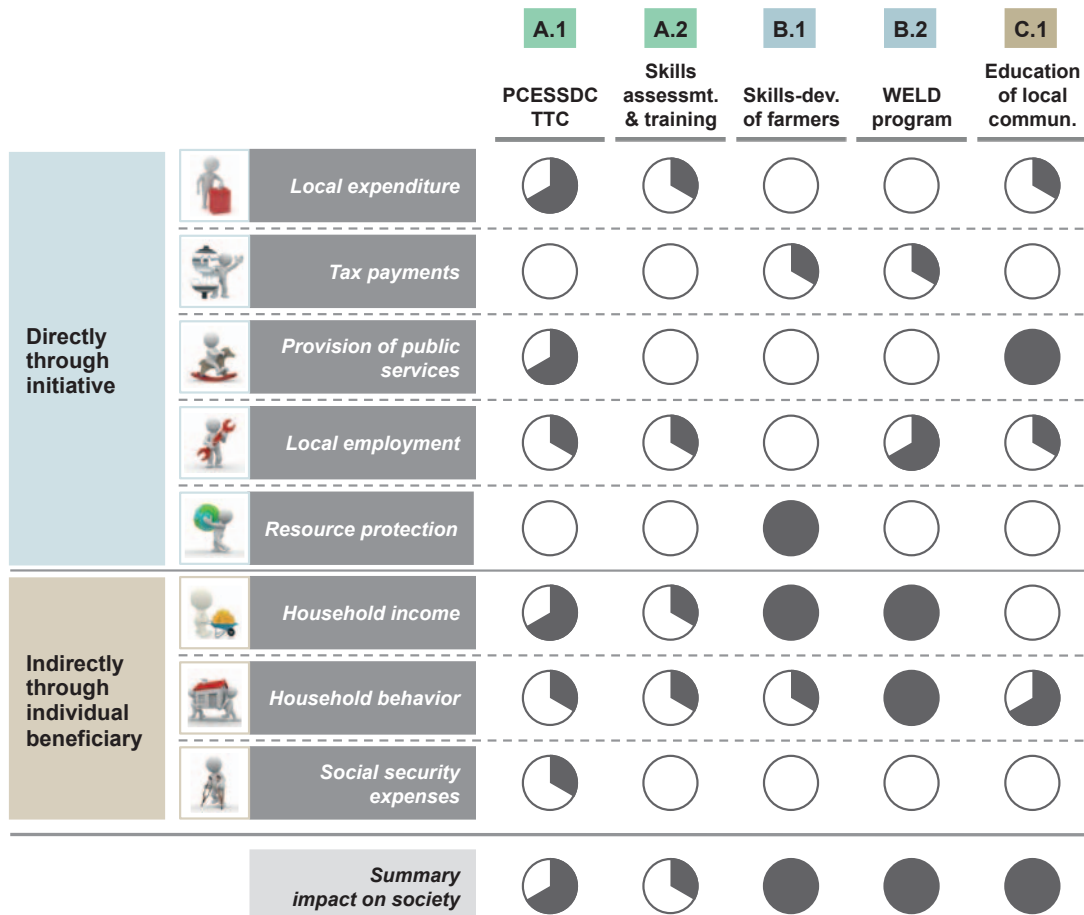 A.1
A.2
B.1
B.2
C.1
PCESSDC
TTC
Skills
assessmt.
& training
Skills-dev.
of farmers
WELD
program
Education
of local
commun.
Directly
through
initiative
Local expenditure
Tax payments
Provision of public
services
Local employment
Resource protection
Indirectly
through
individual
beneficiary
Household income
Household behavior
Social security
expenses
Summary
impact on society